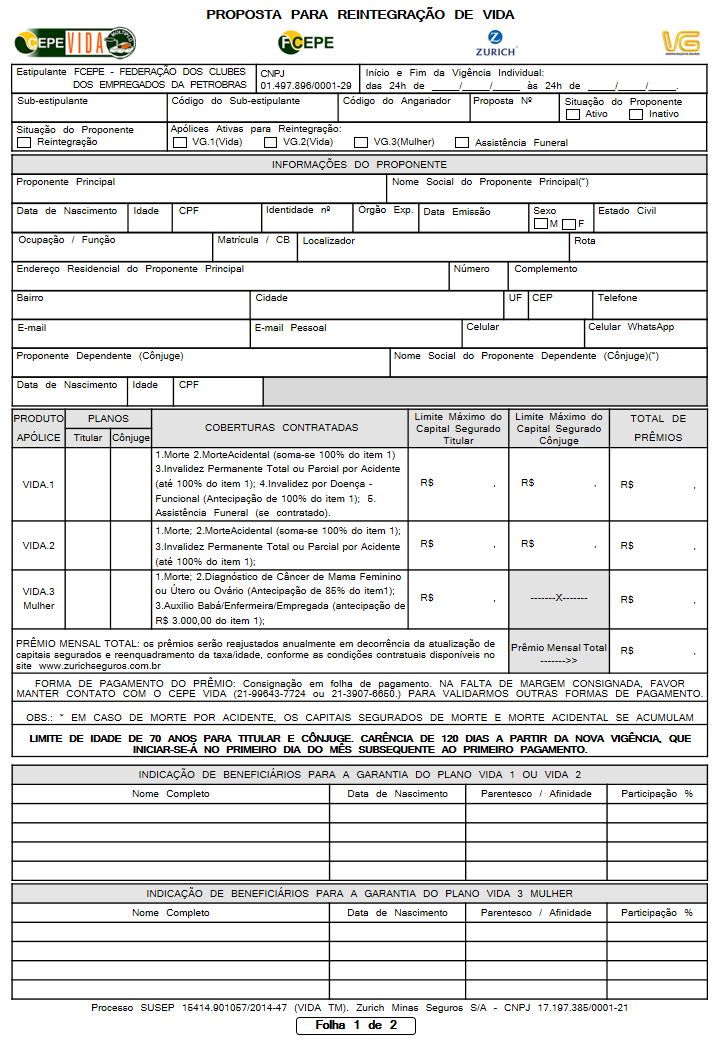 PROPOSTA PARA REINTEGRAÇÃO DE VIDA
CEPE VIDA MÚLTIPLO
FCEPE
ZURICH
VG
Estipulante FCEPE - FEDERAÇÃO DOS CLUBES
DOS EMPREGADOS DA PETROBRAS
CNPJ
01.497.896/0001-29
Início e Fim da Vigência Individual:
das 24h de _____/_____/_____ às 24h de _____/_____/_____.
Sub-estipulante
Código do Sub-estipulante
Código do Angariador
Proposta Nº
Situação do Proponente
Ativo
Inativo
Situação do Proponente
Reintegração
Apólices Ativas para Reintegração:
VG.1(Vida)
VG.2(Vida)
VG.3(Mulher)
Assistência Funeral
INFORMAÇÕES DO PROPONENTE
Proponente Principal
Nome Social do Proponente Principal(*)
Data de Nascimento
Idade
CPF
Identidade nº
Orgão Exp.
Data Emissão
Sexo
M
F
Estado Civil
Ocupação / Função
Matrícula / CB
Localizador
Rota
Endereço Residencial do Proponente Principal
Número
Complemento
Bairro
Cidade
UF
CEP
Telefone
E-mail
E-mail Pessoal
Celular
Celular WhatsApp
Proponente Dependente (Cônjuge)
Nome Social do Proponente Dependente (Cônjuge)(*)
Data de Nascimento
Idade
CPF
PRODUTO
APÓLICE
PLANOS
Titular
Cônjuge
COBERTURAS CONTRATADAS
Limite Máximo do
Capital Segurado
Titular
Limite Máximo do
Capital Segurado
Cônjuge
TOTAL DE
PRÊMIOS
VIDA.1
1.Morte 2.MorteAcidental (soma-se 100% do item 1)
3.Invalidez Permanente Total ou Parcial por Acidente
(até 100% do item 1); 4.Invalidez por Doença -
Funcional (Antecipação de 100% do item 1); 5.
Assistência Funeral (se contratado).
R$ .
R$ .
R$ .
VIDA.2
1.Morte; 2.MorteAcidental (soma-se 100% do item 1);
3.Invalidez Permanente Total ou Parcial por Acidente
(até 100% do item 1);
R$ .
R$ .
R$ .
VIDA.3
Mulher
1.Morte; 2.Diagnóstico de Câncer de Mama Feminino
ou Útero ou Ovário (Antecipação de 85% do item1);
3.Auxilio Babá/Enfermeira/Empregada (antecipação de
R$ 3.000,00 do item 1);
R$ .
-------X-------
R$ .
PRÊMIO MENSAL TOTAL: os prêmios serão reajustados anualmente em decorrência da atualização de
capitais segurados e reenquadramento da taxa/idade, conforme as condições contratuais disponíveis no
site www.zurichseguros.com.br
Prêmio Mensal Total
------->>
R$ .
FORMA DE PAGAMENTO DO PRÊMIO: Consignação em folha de pagamento. NA FALTA DE MARGEM CONSIGNADA, FAVOR
MANTER CONTATO COM O CEPE VIDA (21-99643-7724 ou 21-3907-6650.) PARA VALIDARMOS OUTRAS FORMAS DE PAGAMENTO.
OBS.: * EM CASO DE MORTE POR ACIDENTE, OS CAPITAIS SEGURADOS DE MORTE E MORTE ACIDENTAL SE ACUMULAM
LIMITE DE IDADE DE 70 ANOS PARA TITULAR E CÔNJUGE. CARÊNCIA DE 120 DIAS A PARTIR DA NOVA VIGÊNCIA, QUE
INICIAR-SE-Á NO PRIMEIRO DIA DO MÊS SUBSEQUENTE AO PRIMEIRO PAGAMENTO.
INDICAÇÃO DE BENEFICIÁRIOS PARA A GARANTIA DO PLANO VIDA 1 OU VIDA 2
Nome Completo
Data de Nascimento
Parentesco / Afinidade
Participação %
INDICAÇÃO DE BENEFICIÁRIOS PARA A GARANTIA DO PLANO VIDA 3 MULHER
Nome Completo
Data de Nascimento
Parentesco / Afinidade
Participação %
Processo SUSEP 15414.901057/2014-47 (VIDA TM). Zurich Minas Seguros S/A - CNPJ 17.197.385/0001-21
Folha 1 de 2